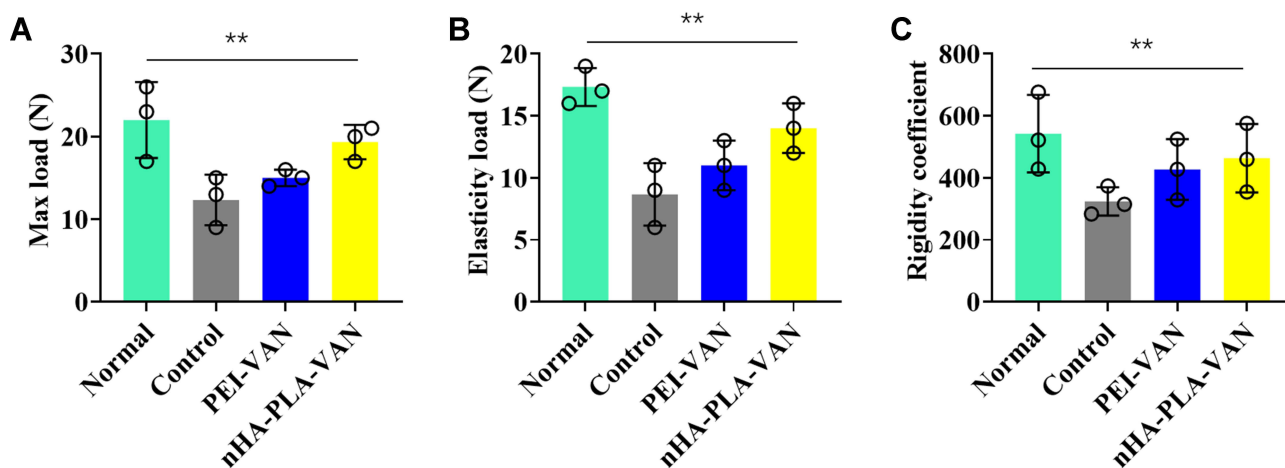 A
**
Max load (N)
30
20
10
0
Normal
Control
PEI-VAN
nHA-PLA-VAN
B
**
Elasticity load (N)
20
15
10
5
0
Normal
Control
PEI-VAN
nHA-PLA-VAN
C
**
Rigidity coefficient
800
600
400
200
0
Normal
Control
PEI-VAN
nHA-PLA-VAN